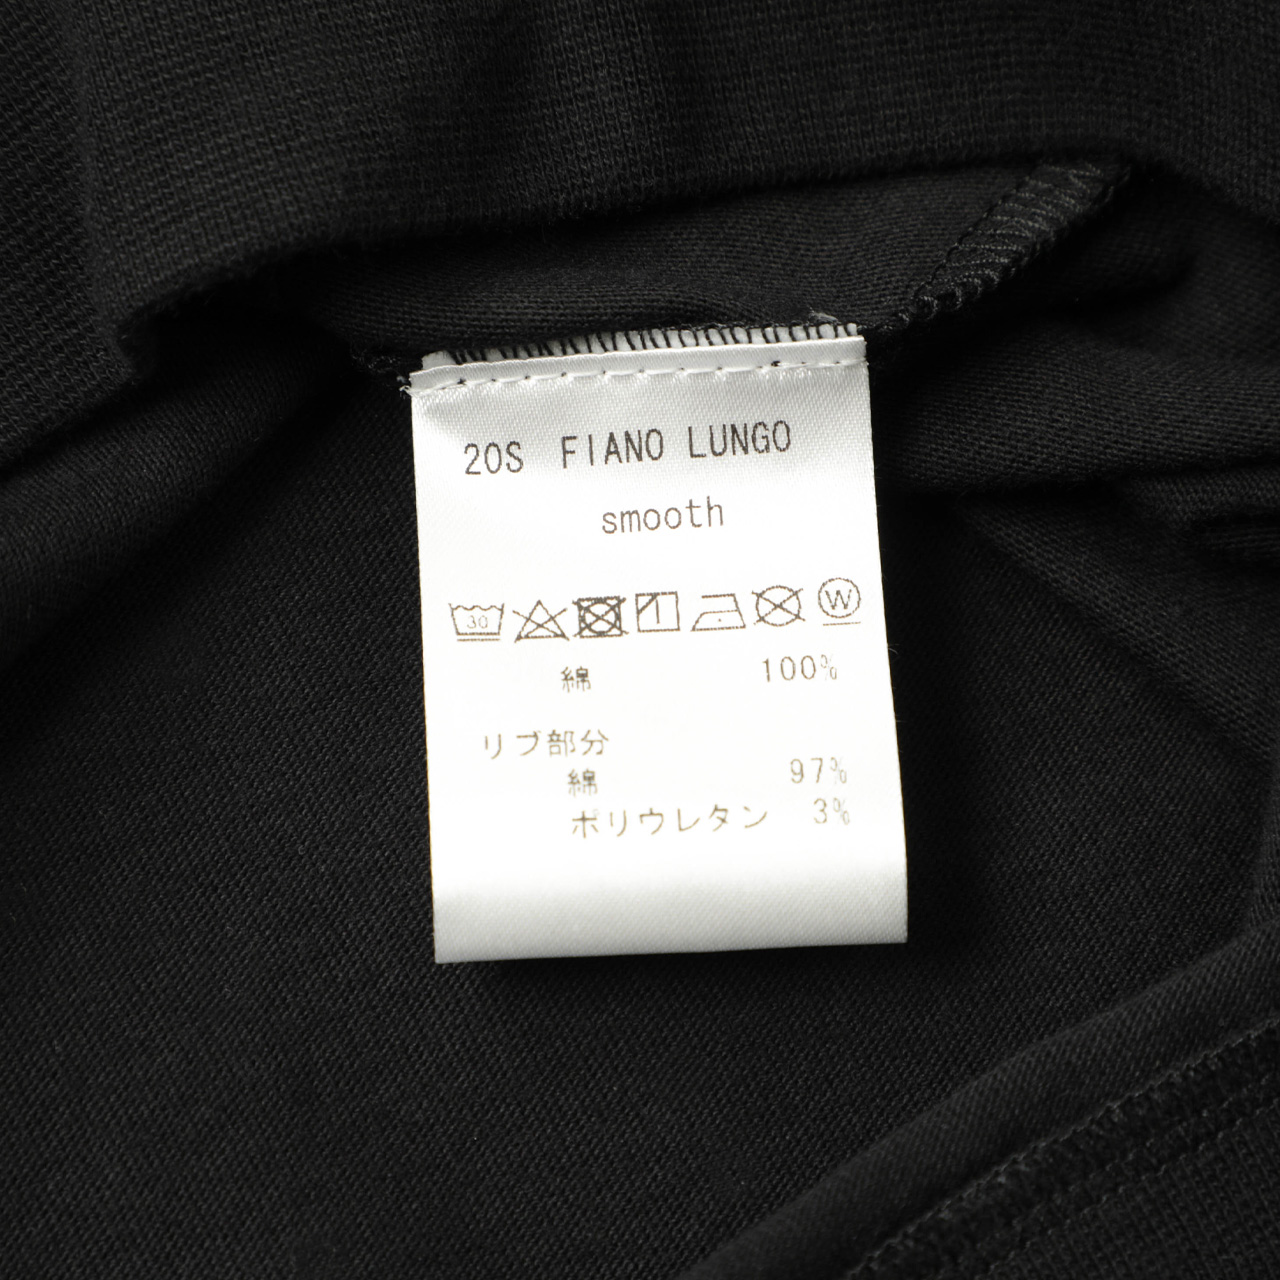 20S FIANO LUNGO
smooth
30 W
綿 100%
リブ部分
綿 97%
ポリウレタン 3%